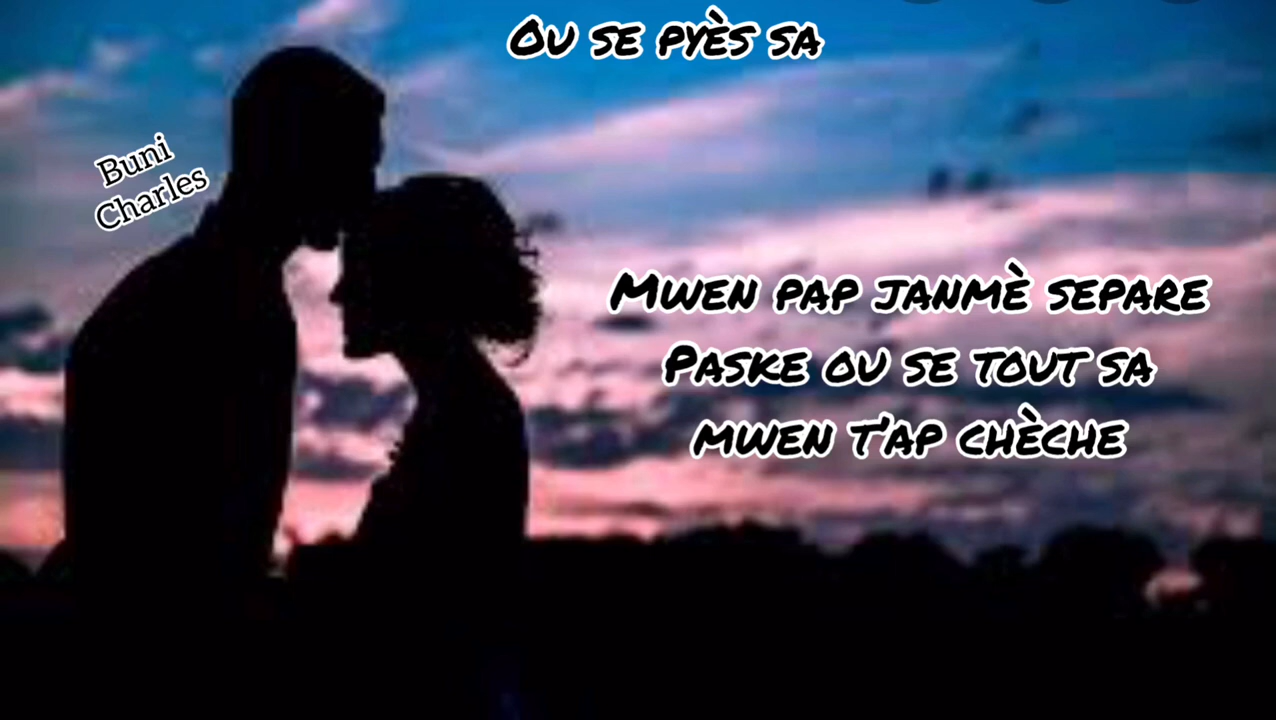 Ou se pyès sa
Buni
Charles
Mwen pap janmè separe
Paske ou se tout sa
mwen t'ap chèche